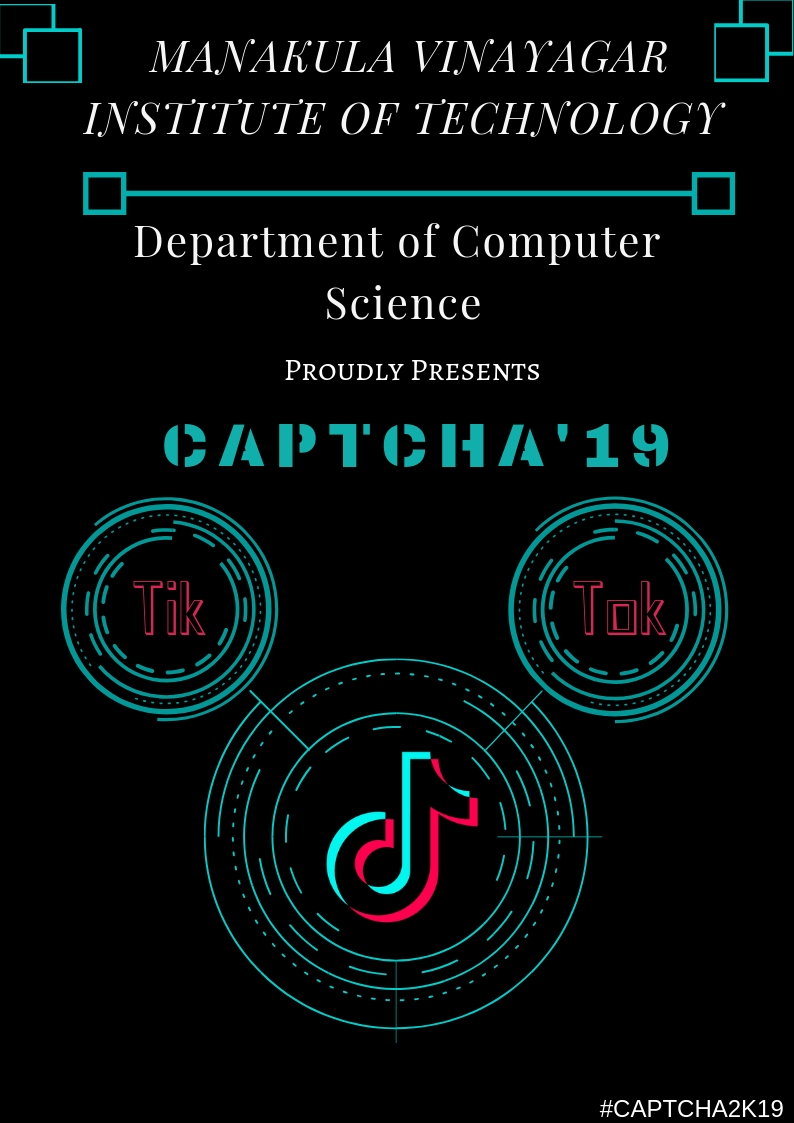 MANAKULA VINAYAGAR
INSTITUTE OF TECHNOLOGY
Department of Computer
Science
Proudly Presents
CAPTCHA'19
Tik
Tok
#CAPTCHA2K19